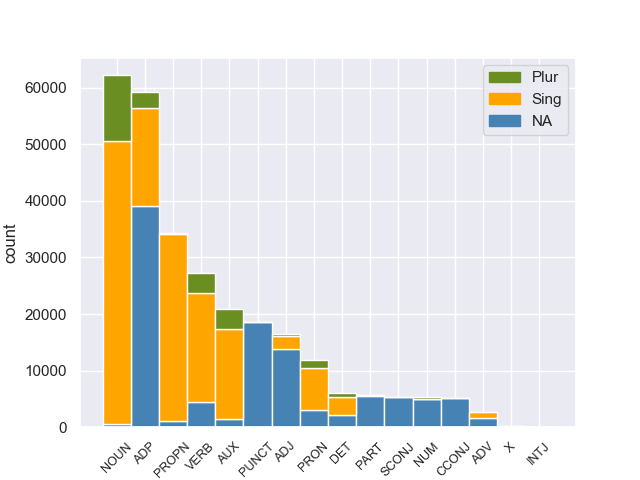 Plur
Sing
NA
60000
50000
40000
30000
20000
10000
0
count
NOUN
ADP
PROPN
VERB
AUX
PUNCT
ADJ
PRON
DET
PART
SCONJ
NUM
CCONJ
ADV
X
INTJ